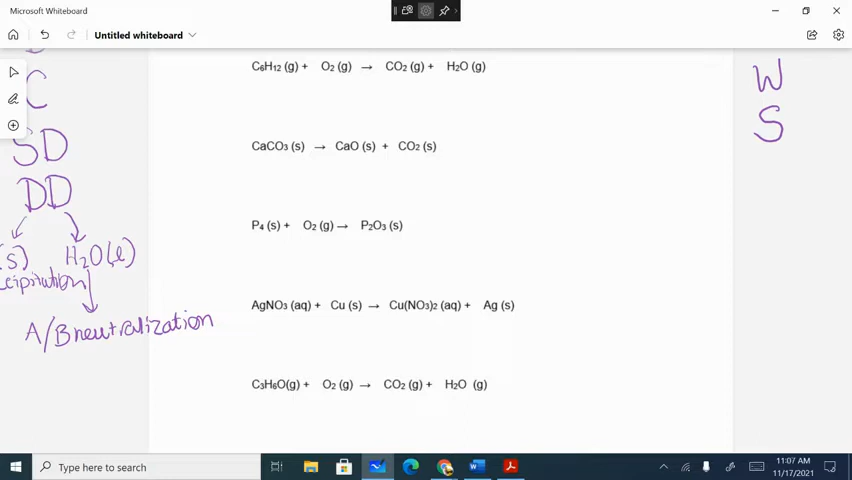 Microsoft Whiteboard
Untitled whiteboard
C6H12 (g) + O2 (g) → CO2 (g) + H2O (g)
W
C
S
CaCO3 (s) → CaO (s) + CO2 (s)
SD
DD
P4 (s) + O2 (g) → P2O3 (s)
(s) H2O(l)
cipitation
AgNO3 (aq) + Cu (s) → Cu(NO3)2 (aq) + Ag (s)
A/B neutralization
C3H6O(g) + O2 (g) → CO2 (g) + H2O (g)
Type here to search
11:07 AM
11/17/2021